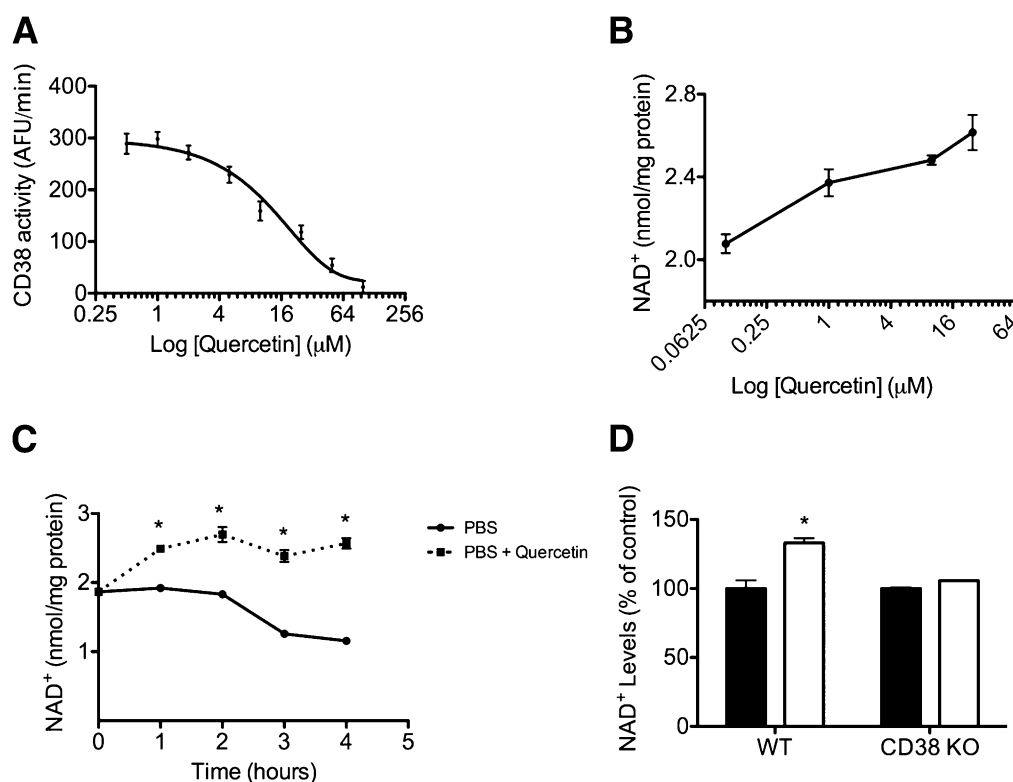 A
CD38 activity (AFU/min)
400
300
200
100
0
0.25 1 4 16 64 256
Log [Quercetin] (μM)
B
NAD+ (nmol/mg protein)
2.8
2.4
2.0
0.0625 0.25 1 4 16 64
Log [Quercetin] (μM)
C
NAD+ (nmol/mg protein)
3
2
1
* * * *
0 1 2 3 4 5
Time (hours)
PBS
PBS + Quercetin
D
NAD+ Levels (% of control)
150
100
50
0
*
WT CD38 KO